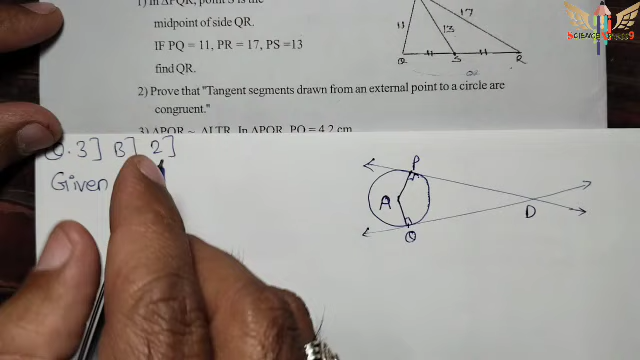 1) In ΔPQR, point S is the
midpoint of side QR.
IF PQ = 11, PR = 17, PS =13
find QR.
2) Prove that "Tangent segments drawn from an external point to a circle are
congruent."
3) ΔPQR ~ ΔLTR. In ΔPQR, PQ = 4.2 cm
11
13
17
Q
S
R
Q.3] B] 2]
Given
P
A
D
Q